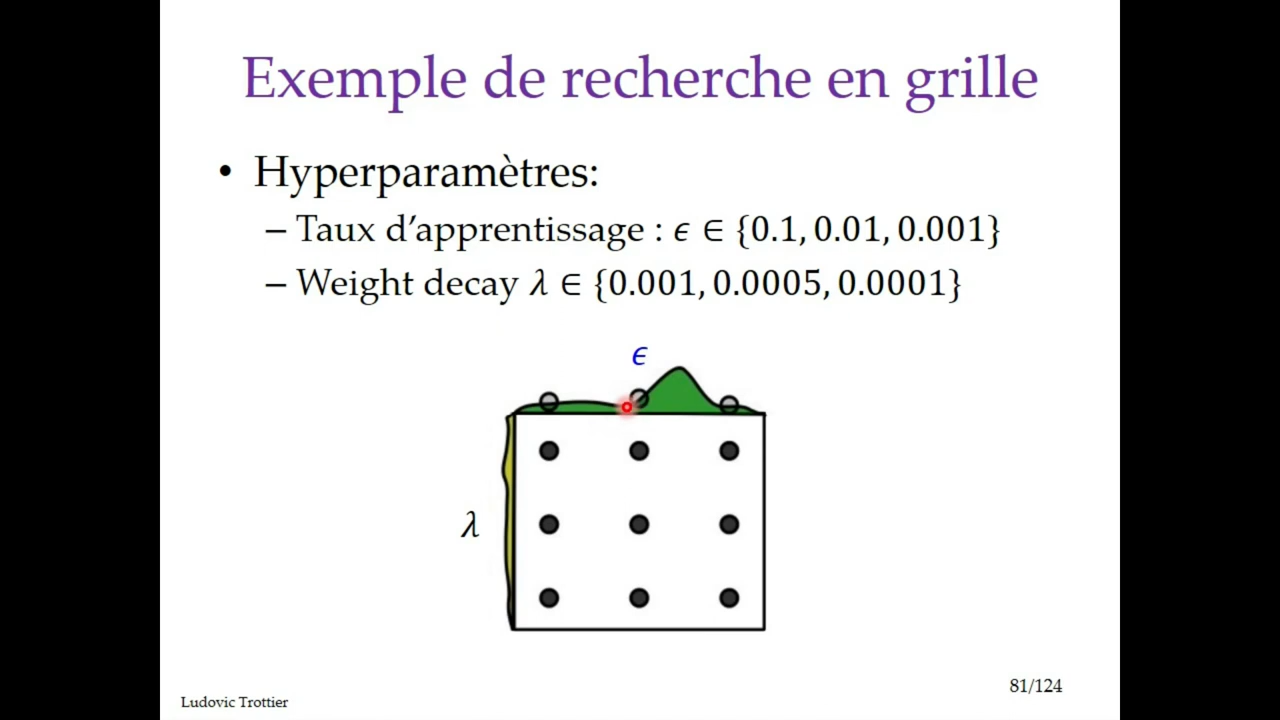 Exemple de recherche en grille
• Hyperparamètres:
– Taux d’apprentissage : ϵ ∈ {0.1, 0.01, 0.001}
– Weight decay λ ∈ {0.001, 0.0005, 0.0001}
ϵ
λ
81/124
Ludovic Trottier